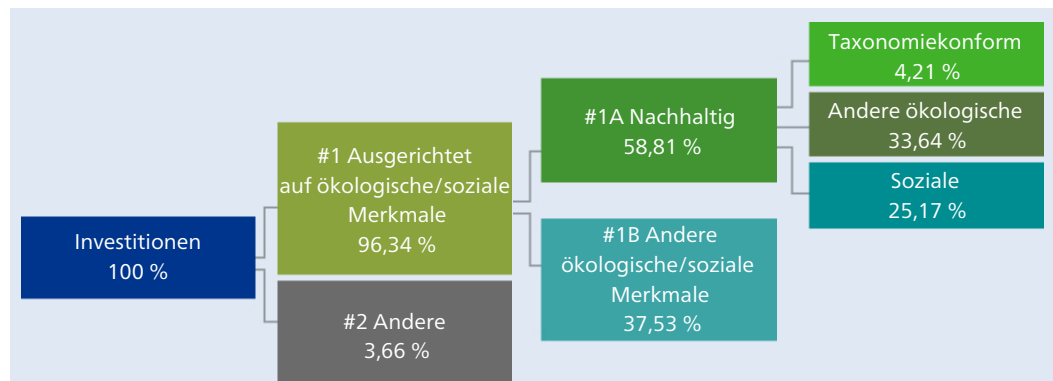 Investitionen
100 %
#1 Ausgerichtet
auf ökologische/soziale
Merkmale
96,34 %
#2 Andere
3,66 %
#1A Nachhaltig
58,81 %
#1B Andere
ökologische/soziale
Merkmale
37,53 %
Taxonomiekonform
4,21 %
Andere ökologische
33,64 %
Soziale
25,17 %